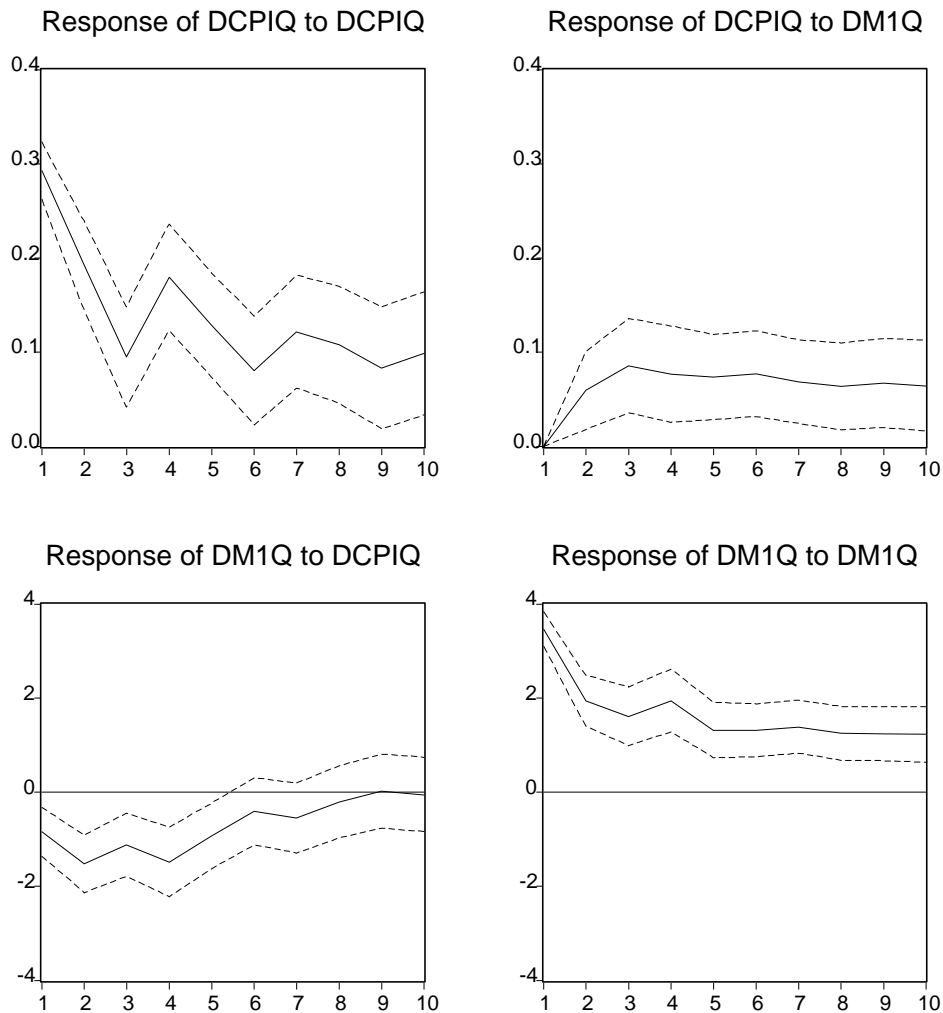 Response of DCPIQ to DCPIQ
0.4
0.3
0.2
0.1
0.0
1 2 3 4 5 6 7 8 9 10
Response of DCPIQ to DM1Q
0.4
0.3
0.2
0.1
0.0
1 2 3 4 5 6 7 8 9 10
Response of DM1Q to DCPIQ
4
2
0
-2
-4
1 2 3 4 5 6 7 8 9 10
Response of DM1Q to DM1Q
4
2
0
-2
-4
1 2 3 4 5 6 7 8 9 10